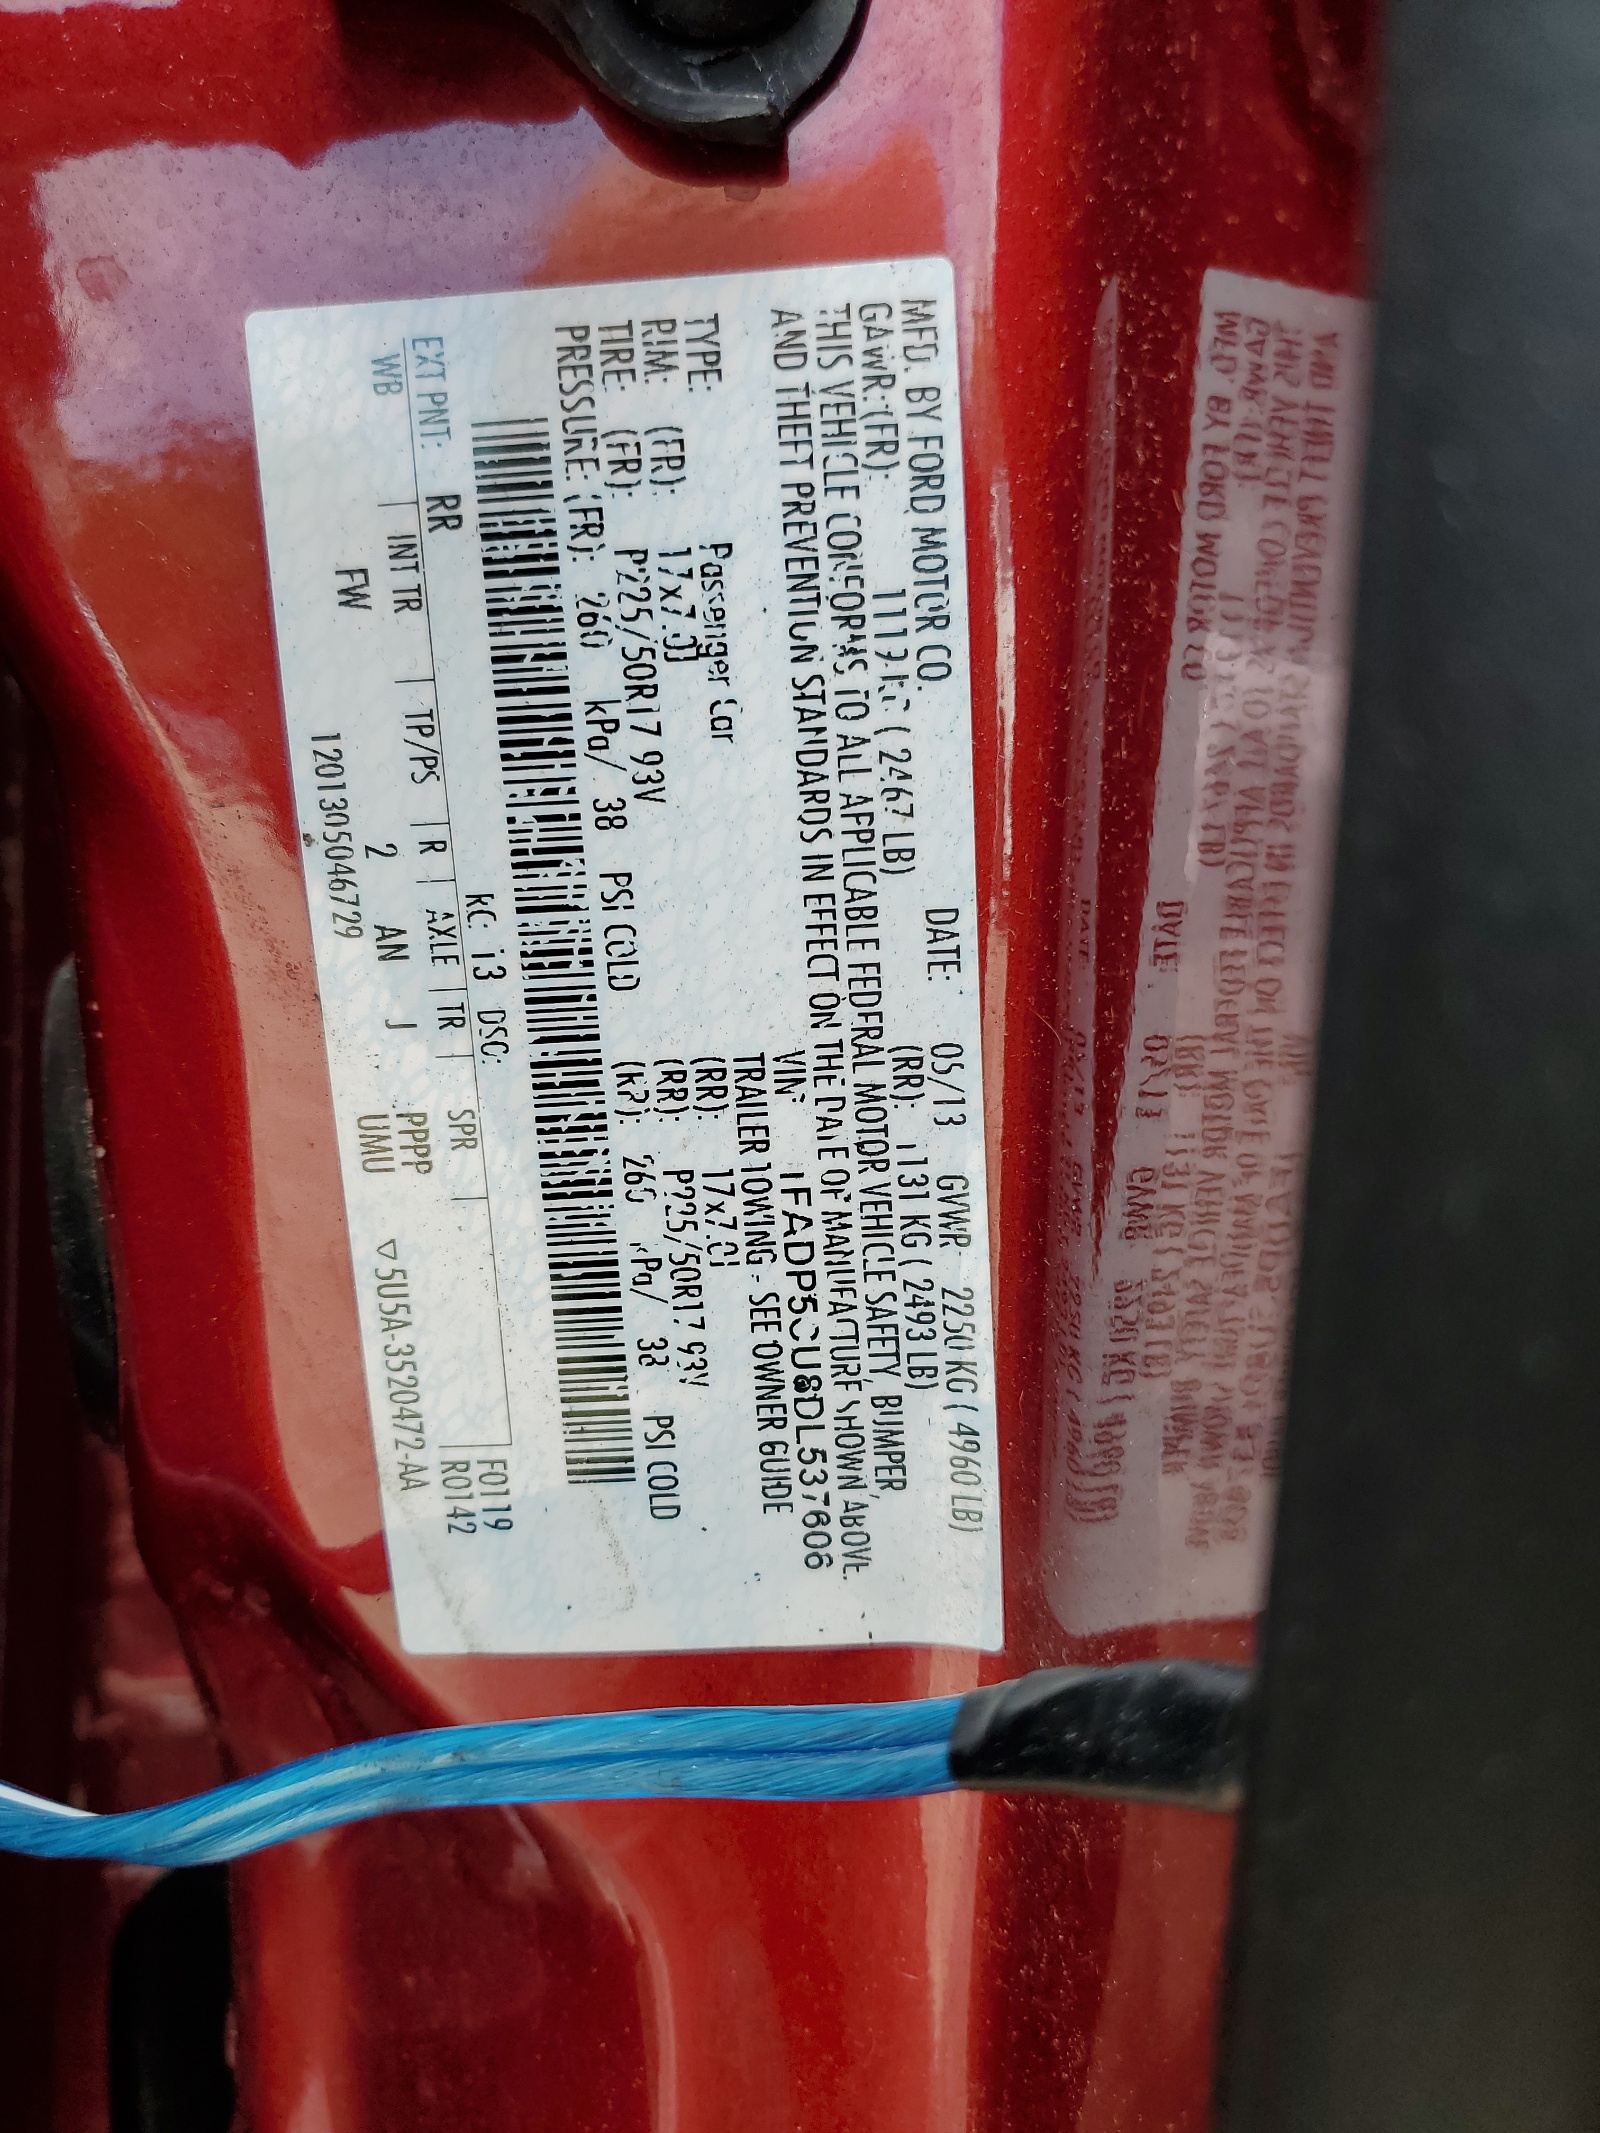 MFD. BY FORD MOTOR CO. DATE: 05/13 GVWR: 2250 KG ( 4960 LB)
GAWR:(FR): 1119 KG ( 2467 LB) (RR): 1131 KG ( 2493 LB)
THIS VEHICLE CONFORMS TO ALL APPLICABLE FEDERAL MOTOR VEHICLE SAFETY, BUMPER,
AND THEFT PREVENTION STANDARDS IN EFFECT ON THE DATE OF MANUFACTURE SHOWN ABOVE.
VIN:
TYPE: Passenger Car TRAILER TOWING - SEE OWNER GUIDE
RIM: (FR): 17x7.0J (RR): 17x7.0J
TIRE: (FR): P225/50R17 93V (RR): P225/50R17 93V
PRESSURE: (FR): 260 kPa/ 38 PSI COLD (RR): 260 kPa/ 38 PSI COLD
RC: 13 DSC: F0119
EXT PNT: RR R0142
WB INT TR TP/PS R AXLE TR SPR
FW 2 AN J PPPP
UMU
1201305046729 ▽5U5A-3520472-AA